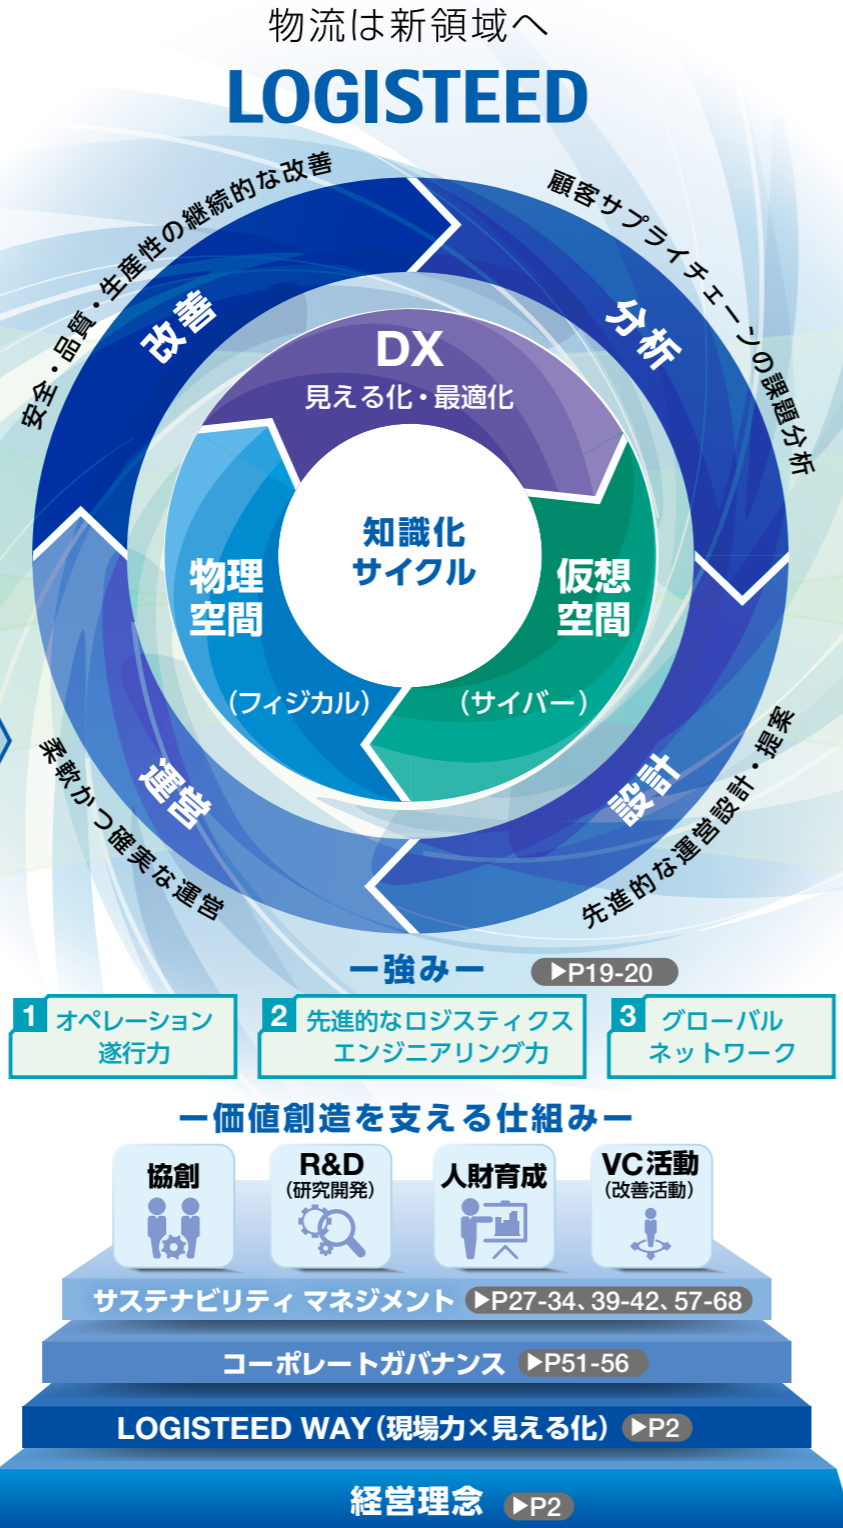 物流は新領域へ
LOGISTEED
安全・品質・生産性の継続的な改善
顧客サプライチェーンの課題分析
改善
分析
DX
見える化・最適化
知識化
サイクル
物理
空間
(フィジカル)
仮想
空間
(サイバー)
運営
設計
柔軟かつ確実な運営
先進的な運営設計・提案
ー強みー
▶P19-20
1 オペレーション
遂行力
2 先進的なロジスティクス
エンジニアリング力
3 グローバル
ネットワーク
ー価値創造を支える仕組みー
協創
R&D
(研究開発)
人財育成
VC活動
(改善活動)
サステナビリティ マネジメント ▶P27-34、39-42、57-68
コーポレートガバナンス ▶P51-56
LOGISTEED WAY(現場力×見える化) ▶P2
経営理念 ▶P2